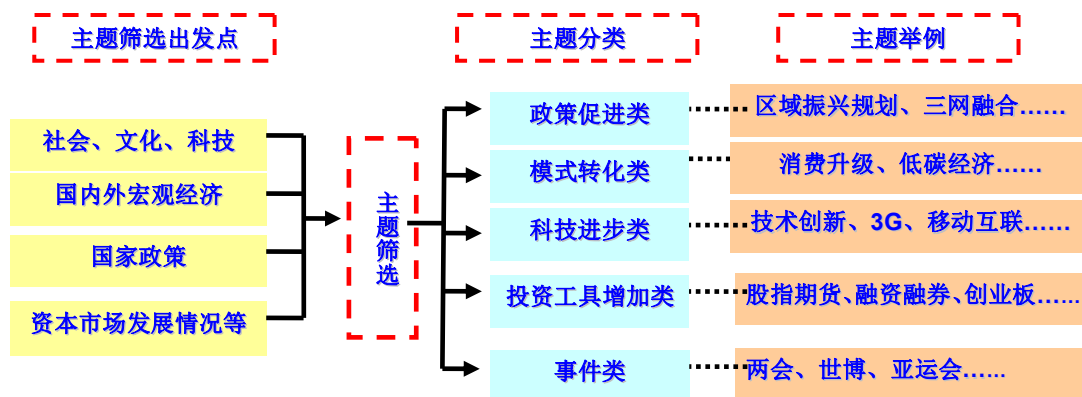 主题筛选出发点
主题分类
主题举例
社会、文化、科技
国内外宏观经济
国家政策
资本市场发展情况等
主题筛选
政策促进类
模式转化类
科技进步类
投资工具增加类
事件类
区域振兴规划、三网融合……
消费升级、低碳经济……
技术创新、3G、移动互联……
股指期货、融资融券、创业板……
两会、世博、亚运会……